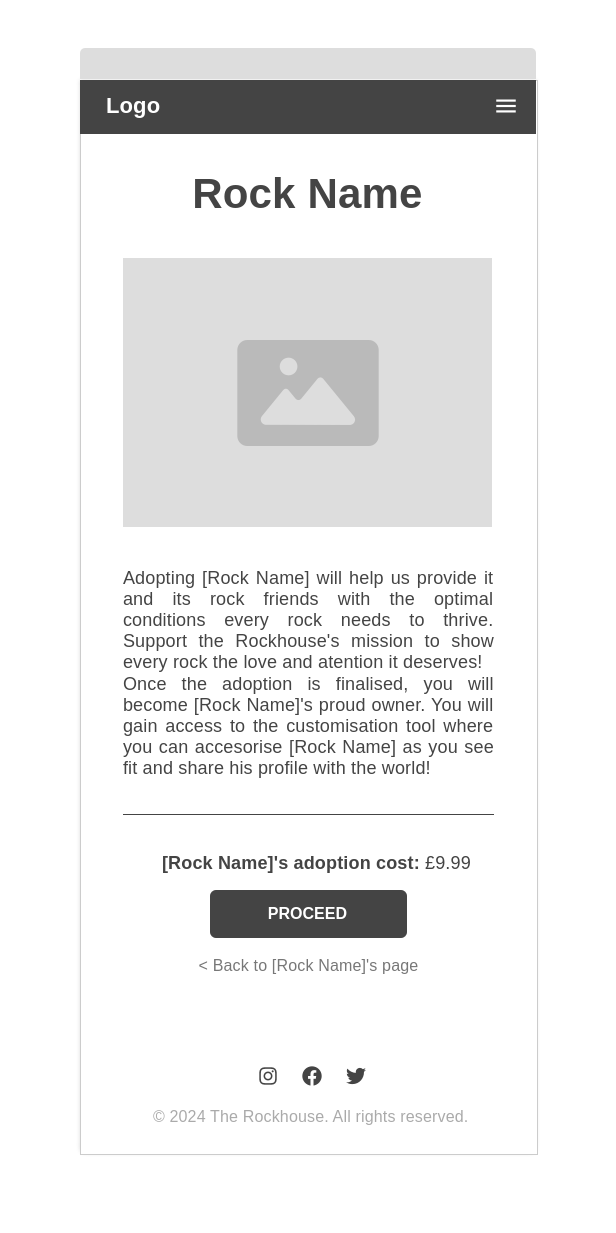 Logo
Rock Name
Adopting [Rock Name] will help us provide it
and its rock friends with the optimal
conditions every rock needs to thrive.
Support the Rockhouse's mission to show
every rock the love and atention it deserves!
Once the adoption is finalised, you will
become [Rock Name]'s proud owner. You will
gain access to the customisation tool where
you can accesorise [Rock Name] as you see
fit and share his profile with the world!
[Rock Name]'s adoption cost: £9.99
PROCEED
< Back to [Rock Name]'s page
© 2024 The Rockhouse. All rights reserved.